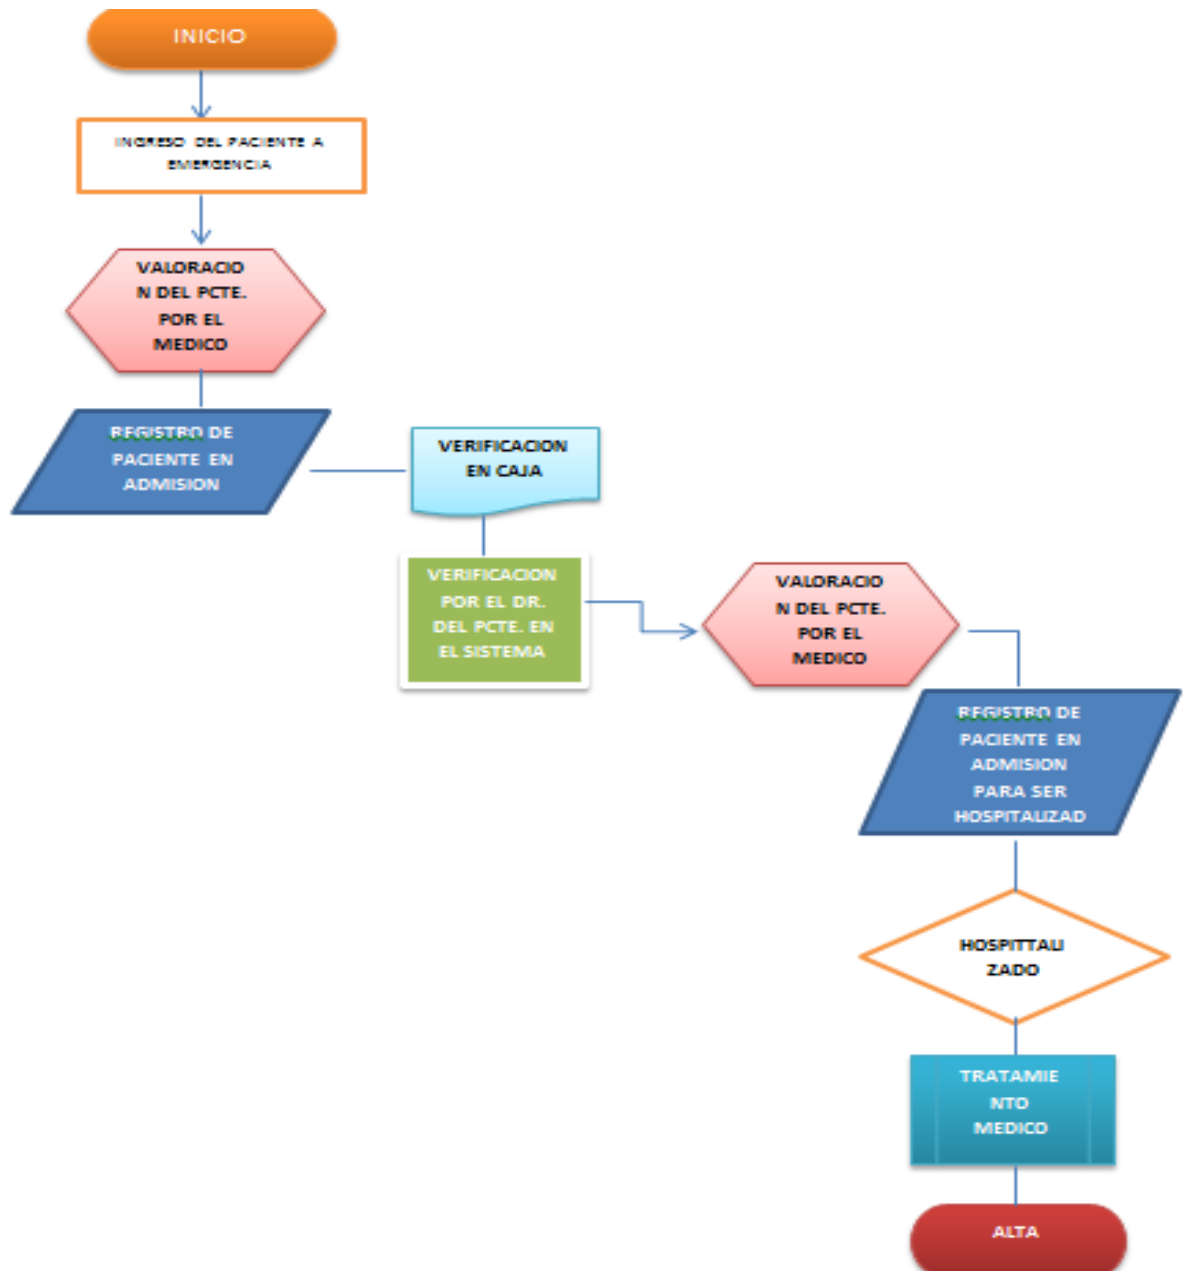 INICIO
INGRESO DEL PACIENTE A
EMERGENCIA
VALORACIO
N DEL PCTE.
POR EL
MEDICO
REGISTRO DE
PACIENTE EN
ADMISION
VERIFICACION
EN CAJA
VERIFICACION
POR EL DR.
DEL PCTE. EN
EL SISTEMA
VALORACIO
N DEL PCTE.
POR EL
MEDICO
REGISTRO DE
PACIENTE EN
ADMISION
PARA SER
HOSPITALIZAD
HOSPITTALI
ZADO
TRATAMIE
NTO
MEDICO
ALTA